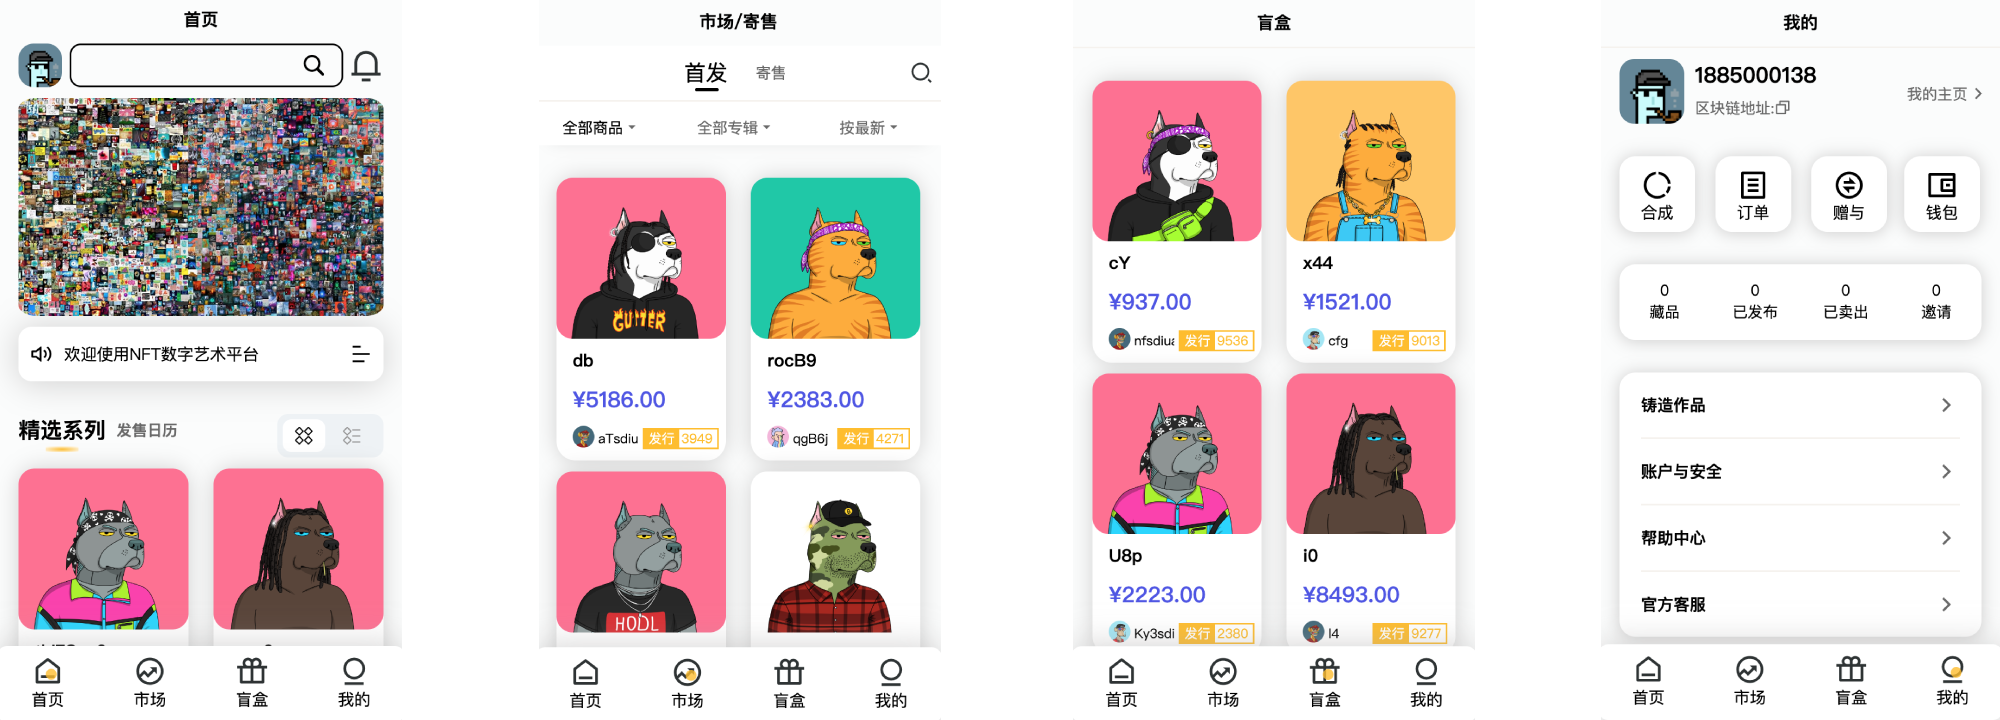 首页
欢迎使用NFT数字艺术平台
精选系列 发售日历
首页 市场 盲盒 我的
市场/寄售
首发 寄售
全部商品 全部专辑 按最新
GUTTER
db rocB9
¥5186.00 ¥2383.00
aTsdiu 发行 3949 qgB6j 发行 4271
HODL
首页 市场 盲盒 我的
盲盒
cY x44
¥937.00 ¥1521.00
nfsdiu 发行 9536 cfg 发行 9013
U8p i0
¥2223.00 ¥8493.00
Ky3sdi 发行 2380 I4 发行 9277
首页 市场 盲盒 我的
我的
1885000138
区块链地址: 我的主页
合成 订单 赠与 钱包
0 0 0 0
藏品 已发布 已卖出 邀请
铸造作品
账户与安全
帮助中心
官方客服
首页 市场 盲盒 我的